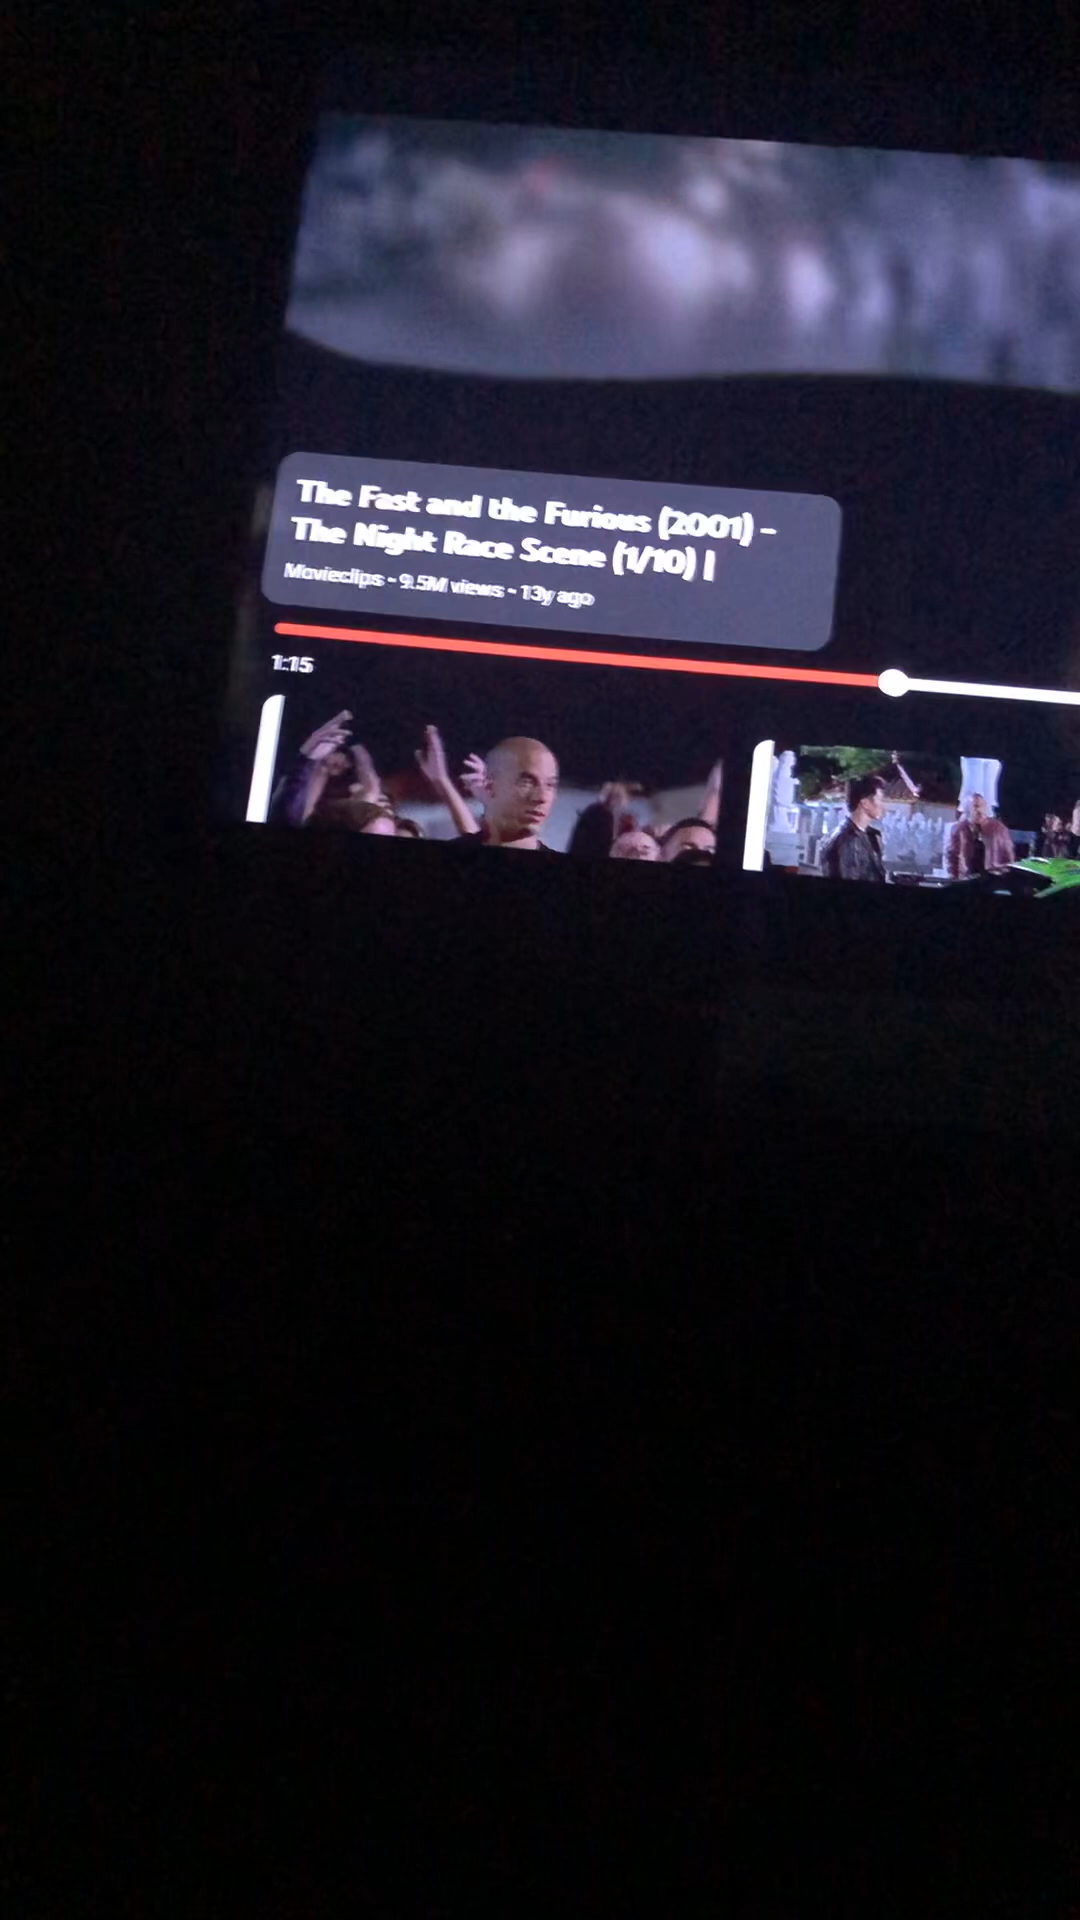 The Fast and the Furious (2001) -
The Night Race Scene (1/10) |
Movieclips • 9.5M views • 13y ago
1:15